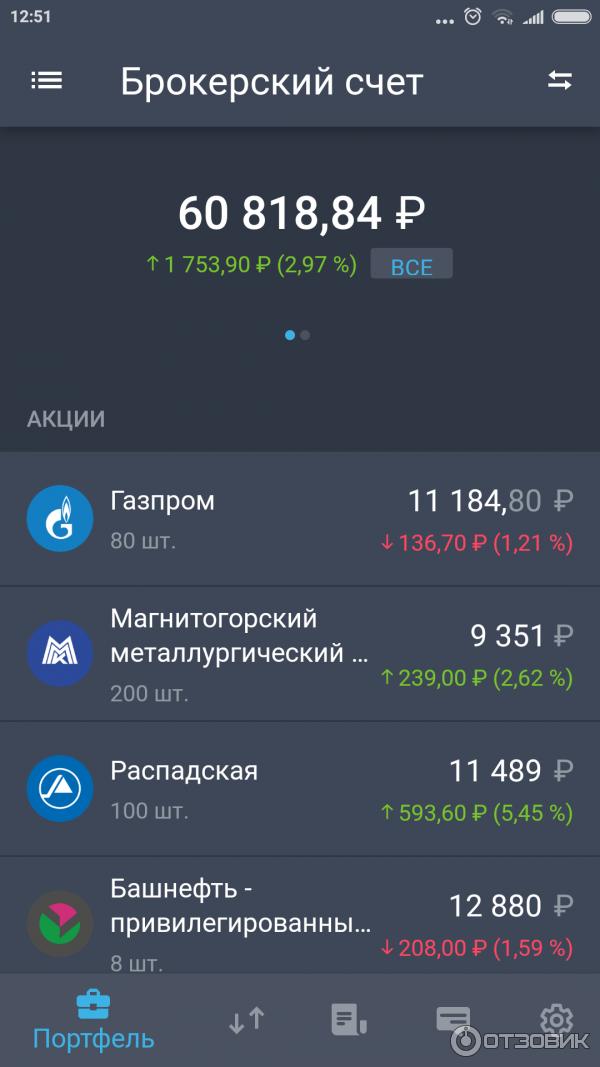 12:51
Брокерский счет
60 818,84 ₽
↑ 1 753,90 ₽ (2,97 %) ВСЕ
АКЦИИ
Газпром
11 184,80 ₽
80 шт.
↓ 136,70 ₽ (1,21 %)
Магнитогорский
металлургический ...
9 351 ₽
↑ 239,00 ₽ (2,62 %)
200 шт.
Распадская
11 489 ₽
100 шт.
↑ 593,60 ₽ (5,45 %)
Башнефть -
привилегированны...
12 880 ₽
↓ 208,00 ₽ (1,59 %)
8 шт.
Портфель
ОТЗОВИК